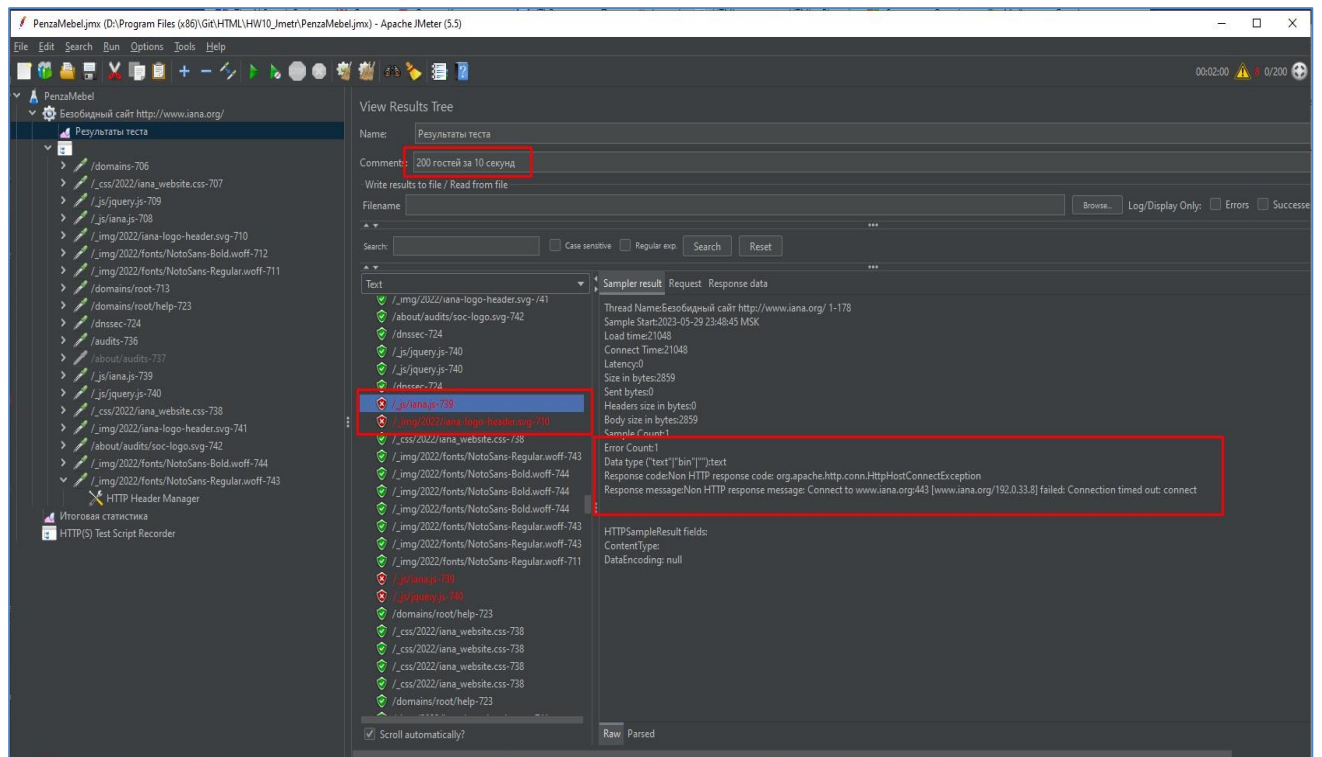 PenzaMebel.jmx (D:\Program Files (x86)\Git\HTML\HW10_Jmetr\PenzaMebel.jmx) - Apache JMeter (5.5)
File Edit Search Run Options Tools Help
00:02:00 8 0/200
PenzaMebel
Безобидный сайт http://www.iana.org/
Результаты теста
/domains-706
/_css/2022/iana_website.css-707
/_js/jquery.js-709
/_js/iana.js-708
/_img/2022/iana-logo-header.svg-710
/_img/2022/fonts/NotoSans-Bold.woff-712
/_img/2022/fonts/NotoSans-Regular.woff-711
/domains/root-713
/domains/root/help-723
/dnssec-724
/audits-736
/about/audits-737
/_js/iana.js-739
/_js/jquery.js-740
/_css/2022/iana_website.css-738
/_img/2022/iana-logo-header.svg-741
/about/audits/soc-logo.svg-742
/_img/2022/fonts/NotoSans-Bold.woff-744
/_img/2022/fonts/NotoSans-Regular.woff-743
HTTP Header Manager
Итоговая статистика
HTTP(S) Test Script Recorder
View Results Tree
Name: Результаты теста
Comments: 200 гостей за 10 секунд
Write results to file / Read from file
Filename Browse... Log/Display Only: Errors Successe
Search: Case sensitive Regular exp. Search Reset
Text
/_img/2022/iana-logo-header.svg-741
/about/audits/soc-logo.svg-742
/dnssec-724
/_js/jquery.js-740
/_js/jquery.js-740
/dnssec-724
/_js/iana.js-739
/_img/2022/iana-logo-header.svg-710
/_css/2022/iana_website.css-738
/_img/2022/fonts/NotoSans-Regular.woff-743
/_img/2022/fonts/NotoSans-Bold.woff-744
/_img/2022/fonts/NotoSans-Bold.woff-744
/_img/2022/fonts/NotoSans-Bold.woff-744
/_img/2022/fonts/NotoSans-Regular.woff-743
/_img/2022/fonts/NotoSans-Regular.woff-743
/_img/2022/fonts/NotoSans-Regular.woff-711
/_js/iana.js-739
/_js/jquery.js-740
/domains/root/help-723
/_css/2022/iana_website.css-738
/_css/2022/iana_website.css-738
/_css/2022/iana_website.css-738
/_css/2022/iana_website.css-738
/domains/root/help-723
Scroll automatically?
Sampler result Request Response data
Thread Name:Безобидный сайт http://www.iana.org/ 1-178
Sample Start:2023-05-29 23:48:45 MSK
Load time:21048
Connect Time:21048
Latency:0
Size in bytes:2859
Sent bytes:0
Headers size in bytes:0
Body size in bytes:2859
Sample Count:1
Error Count:1
Data type ("text"|"bin"|""):text
Response code:Non HTTP response code: org.apache.http.conn.HttpHostConnectException
Response message:Non HTTP response message: Connect to www.iana.org:443 [www.iana.org/192.0.33.8] failed: Connection timed out: connect
HTTPSampleResult fields:
ContentType:
DataEncoding: null
Raw Parsed